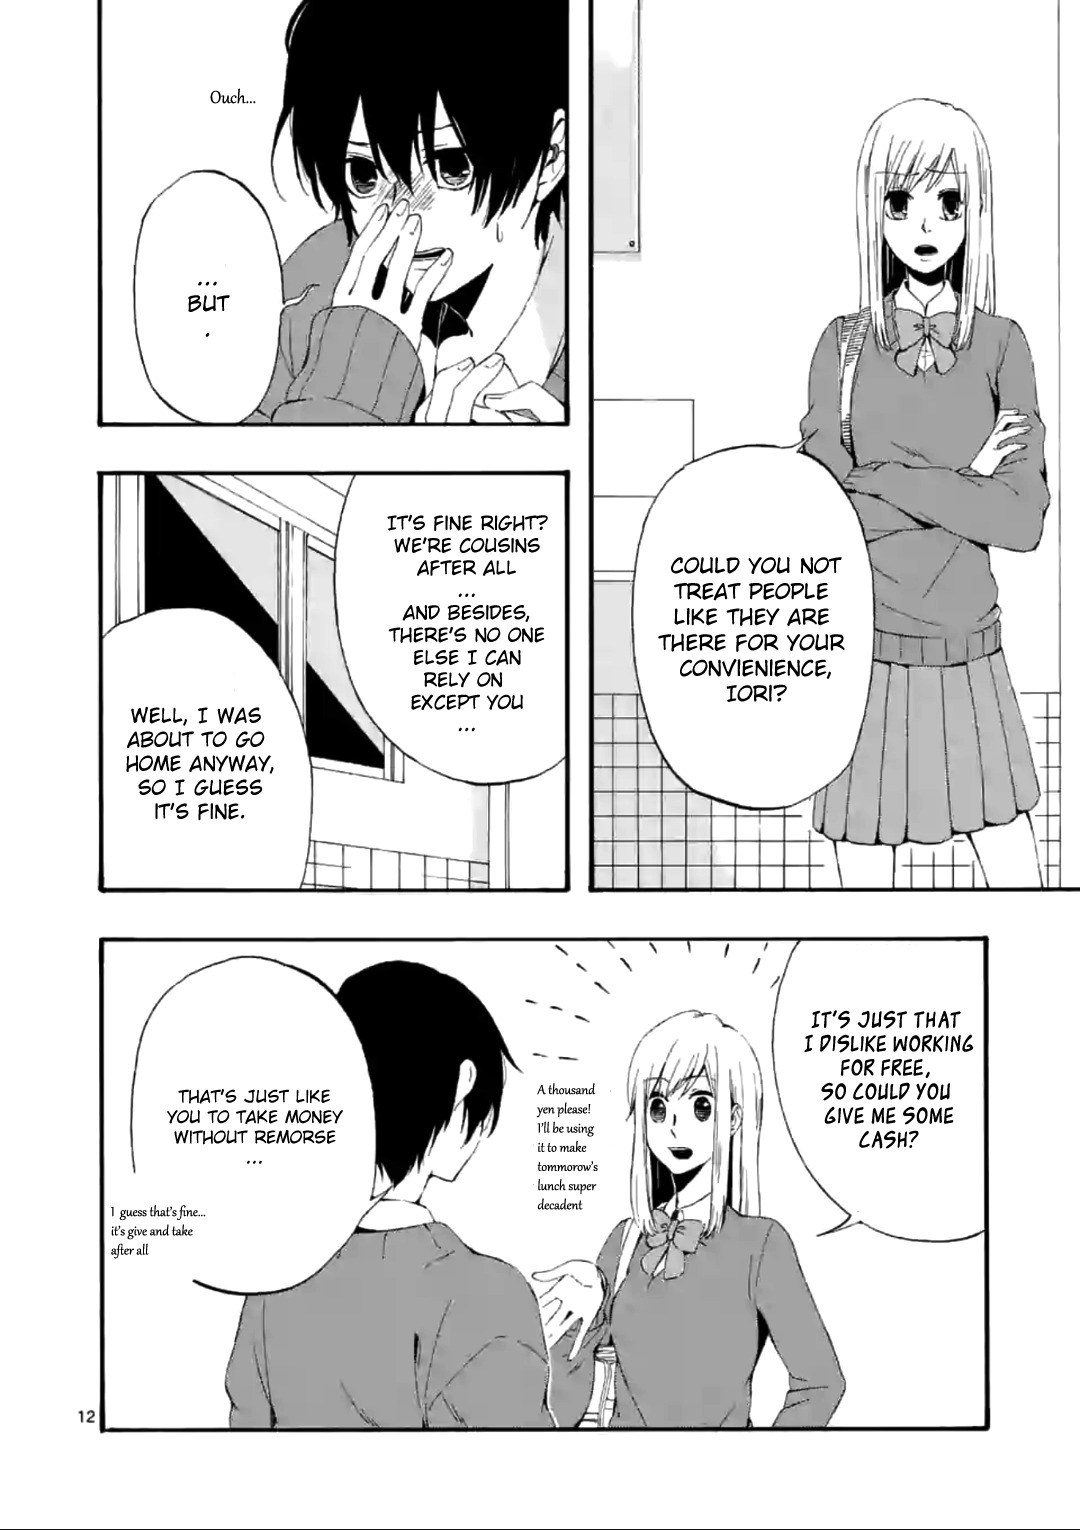 COULD YOU NOT
TREAT PEOPLE
LIKE THEY ARE
THERE FOR YOUR
CONVIENIENCE,
IORI?
Ouch...
...
BUT
.
IT'S FINE RIGHT?
WE'RE COUSINS
AFTER ALL
...
AND BESIDES,
THERE'S NO ONE
ELSE I CAN
RELY ON
EXCEPT YOU
...
WELL, I WAS
ABOUT TO GO
HOME ANYWAY,
SO I GUESS
IT'S FINE.
IT'S JUST THAT
I DISLIKE WORKING
FOR FREE,
SO COULD YOU
GIVE ME SOME
CASH?
A thousand
yen please!
I'll be using
it to make
tommorow's
lunch super
decadent
THAT'S JUST LIKE
YOU TO TAKE MONEY
WITHOUT REMORSE
...
I guess that's fine...
it's give and take
after all
12